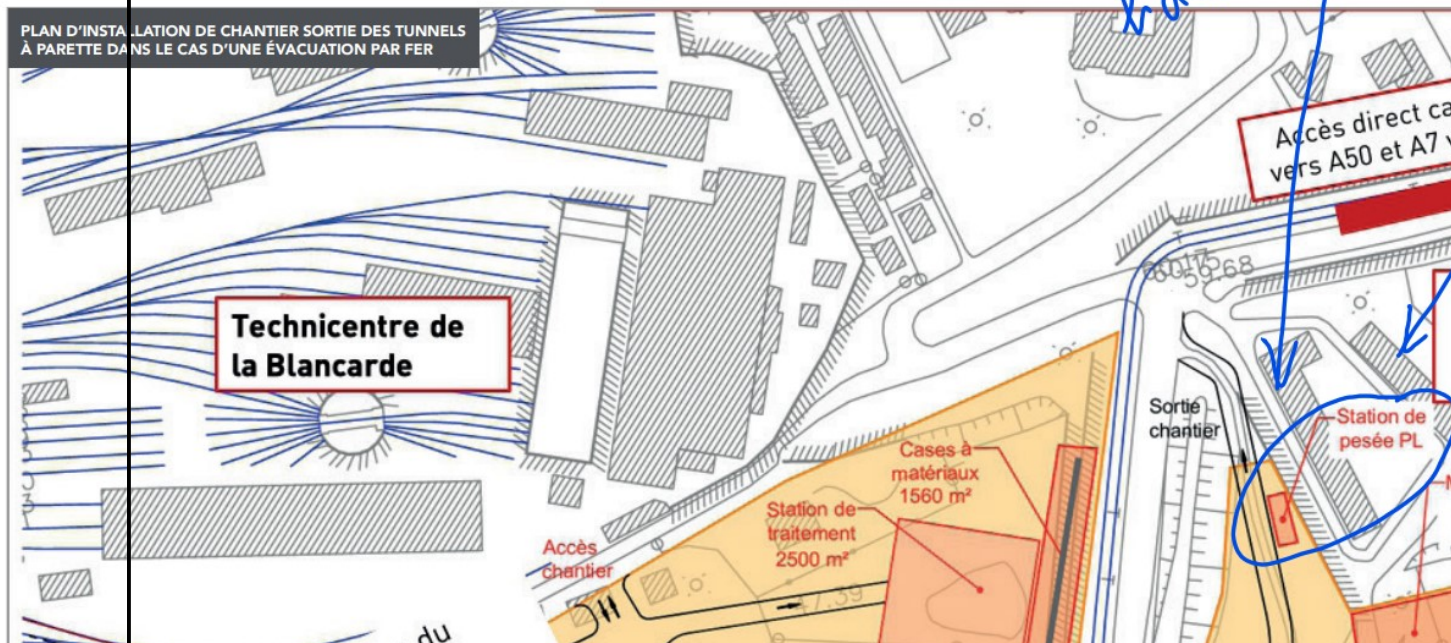 PLAN D'INSTALLATION DE CHANTIER SORTIE DES TUNNELS
À PARETTE DANS LE CAS D'UNE ÉVACUATION PAR FER
Accès direct ca
vers A50 et A7 v
Technicentre de
la Blancarde
Sortie
chantier
Station de
pesée PL
Cases à
matériaux
1560 m²
Station de
traitement
2500 m²
Accès
chantier
M
47.39
du